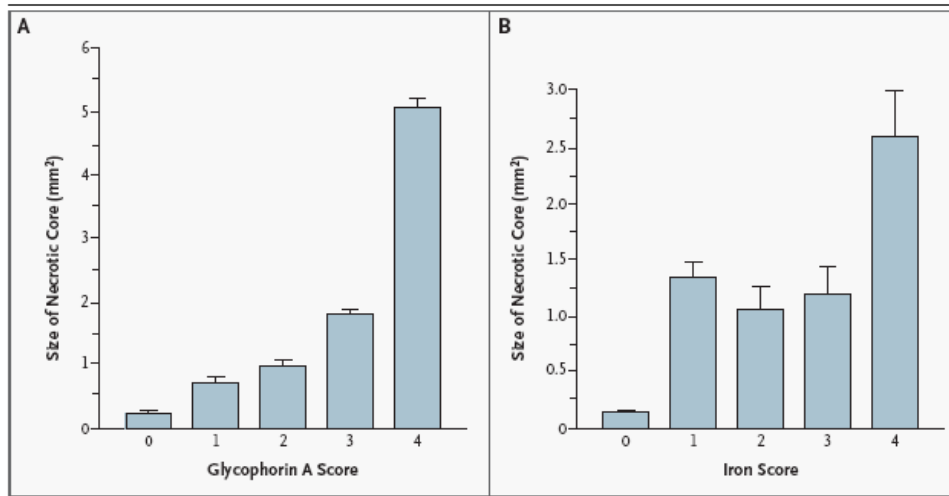 A
6
5
4
3
2
1
0
Size of Necrotic Core (mm²)
0 1 2 3 4
Glycophorin A Score
B
3.0
2.5
2.0
1.5
1.0
0.5
0
Size of Necrotic Core (mm²)
0 1 2 3 4
Iron Score